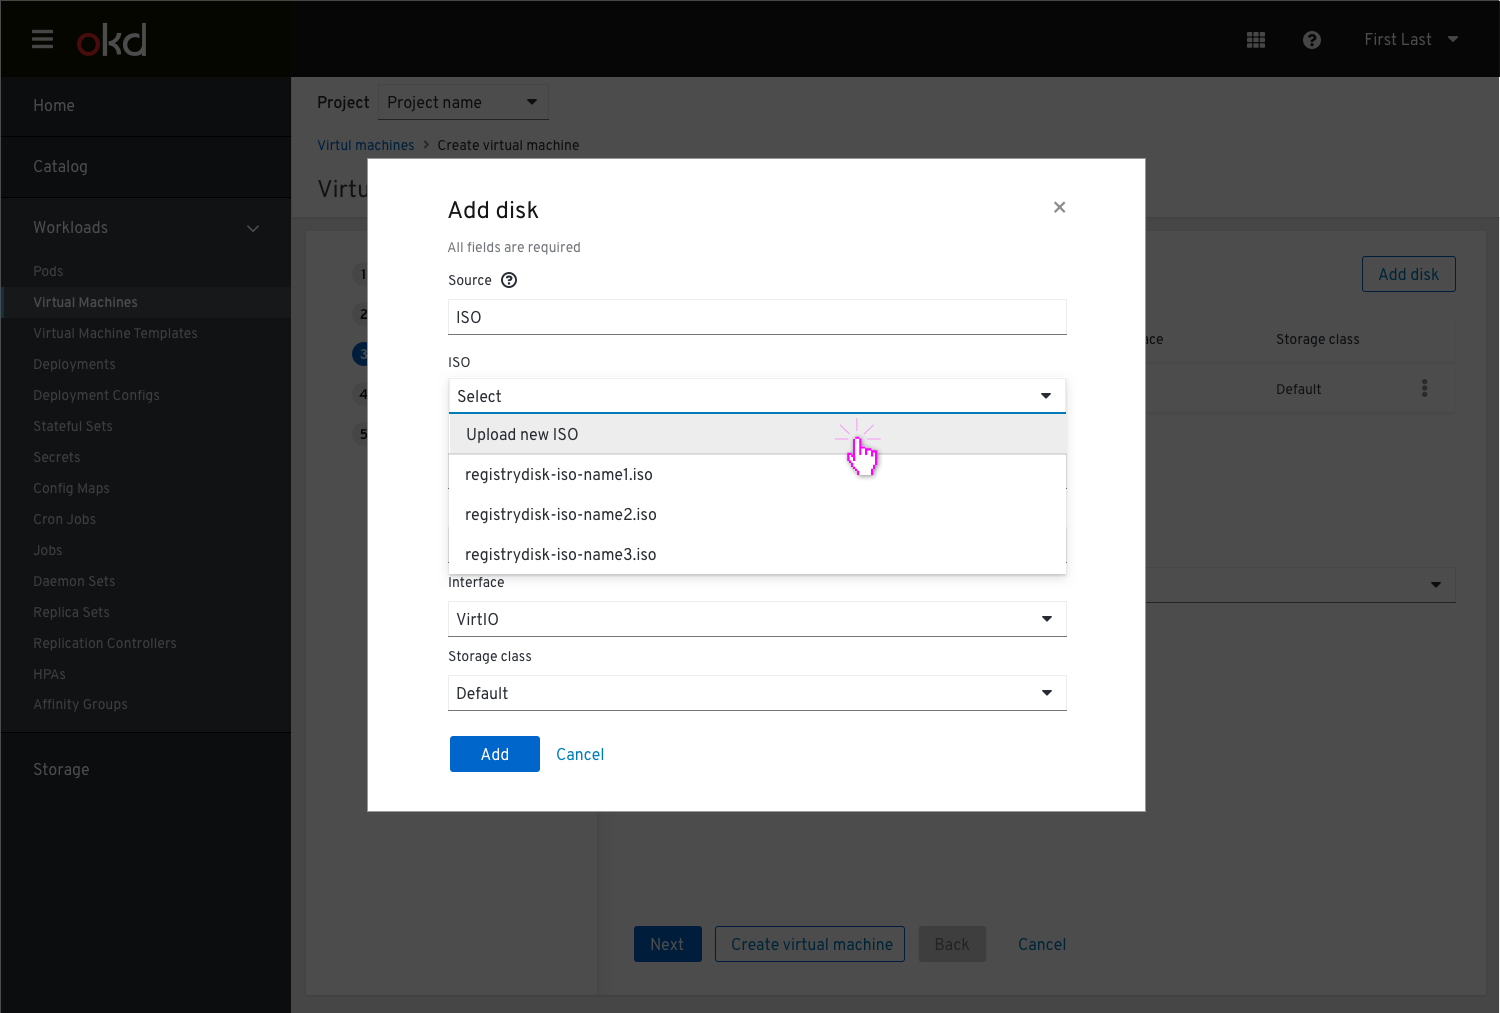 okd
First Last
Home
Catalog
Workloads
Pods
Virtual Machines
Virtual Machine Templates
Deployments
Deployment Configs
Stateful Sets
Secrets
Config Maps
Cron Jobs
Jobs
Daemon Sets
Replica Sets
Replication Controllers
HPAs
Affinity Groups
Storage
Project Project name
Virtul machines > Create virtual machine
1
2
3
4
5
Add disk
Storage class
Default
Add disk
All fields are required
Source
ISO
ISO
Select
Upload new ISO
registrydisk-iso-name1.iso
registrydisk-iso-name2.iso
registrydisk-iso-name3.iso
Interface
VirtIO
Storage class
Default
Add Cancel
Next Create virtual machine Back Cancel